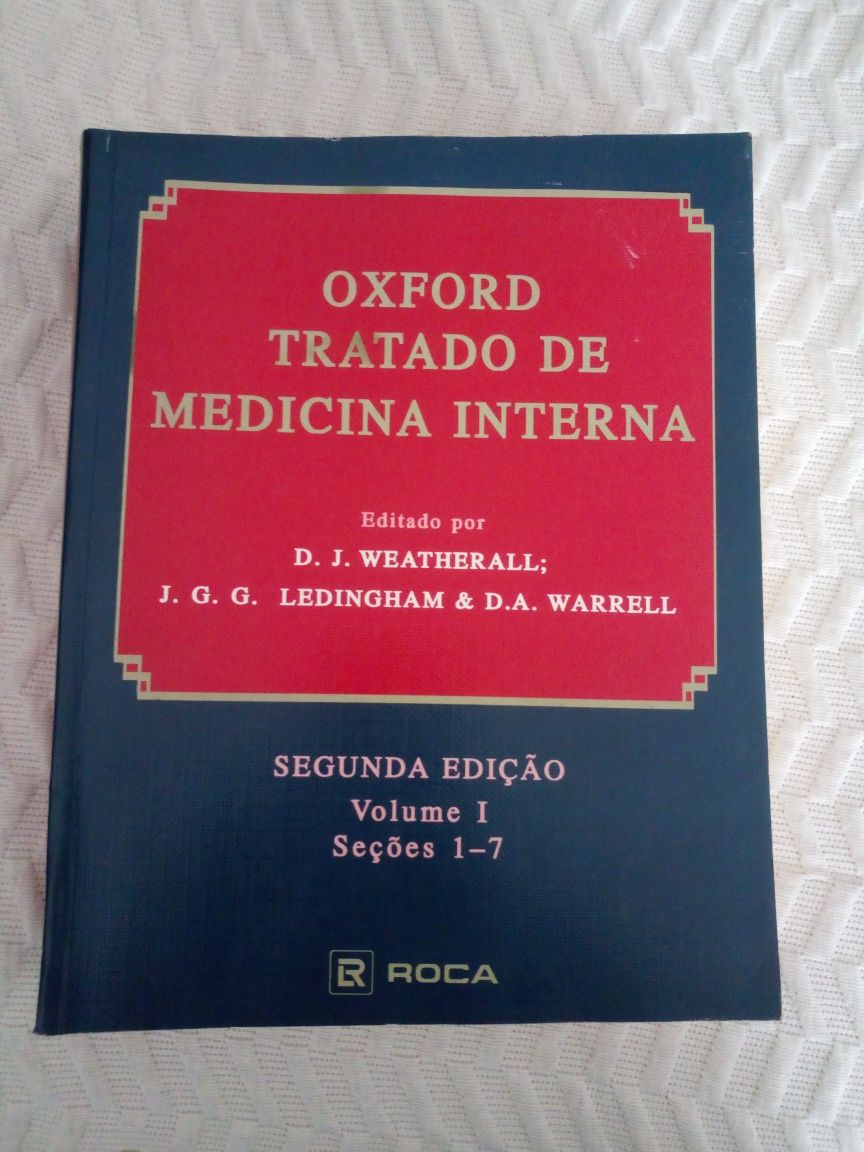 OXFORD
TRATADO DE
MEDICINA INTERNA
Editado por
D. J. WEATHERALL;
J. G. G. LEDINGHAM & D.A. WARRELL
SEGUNDA EDIÇÃO
Volume I
Seções 1–7
R ROCA